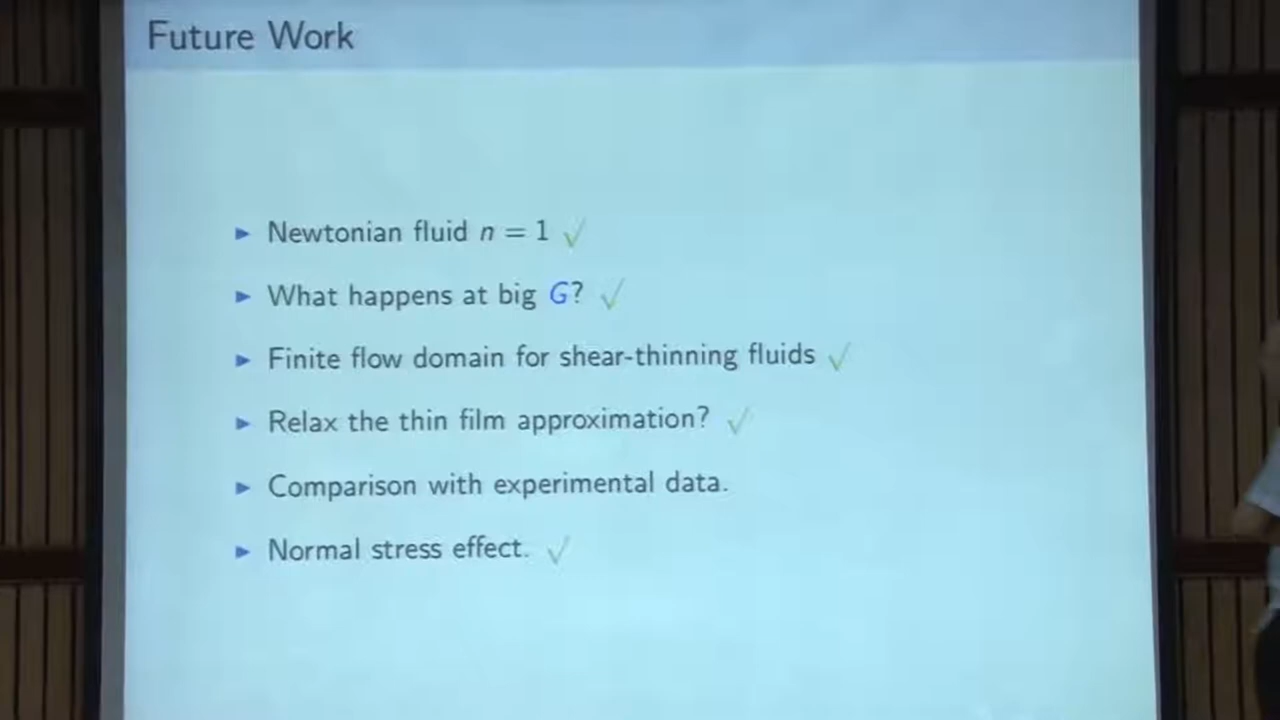 Future Work
▶ Newtonian fluid n = 1 ✓
▶ What happens at big G? ✓
▶ Finite flow domain for shear-thinning fluids ✓
▶ Relax the thin film approximation? ✓
▶ Comparison with experimental data.
▶ Normal stress effect. ✓